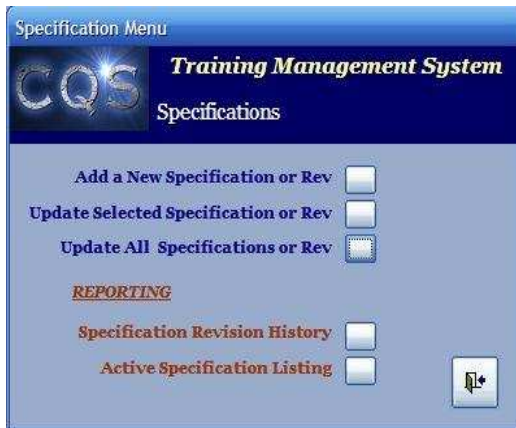 Specification Menu
CQS
Training Management System
Specifications
Add a New Specification or Rev
Update Selected Specification or Rev
Update All Specifications or Rev
REPORTING
Specification Revision History
Active Specification Listing